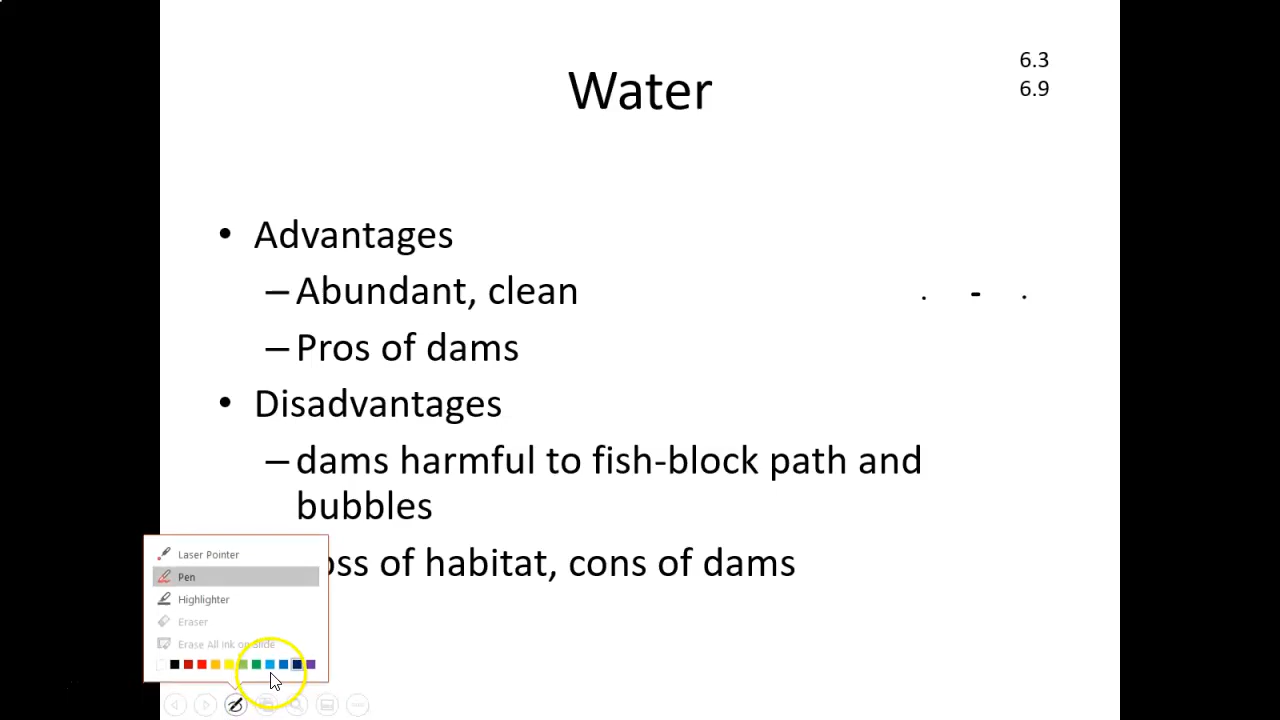 Water
6.3
6.9
• Advantages
– Abundant, clean
. - .
– Pros of dams
• Disadvantages
– dams harmful to fish-block path and
bubbles
oss of habitat, cons of dams
Laser Pointer
Pen
Highlighter
Eraser
Erase All Ink on Slide